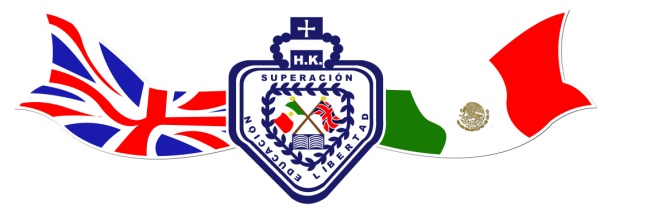 H.K.
SUPERACIÓN
EDUCACIÓN
LIBERTAD